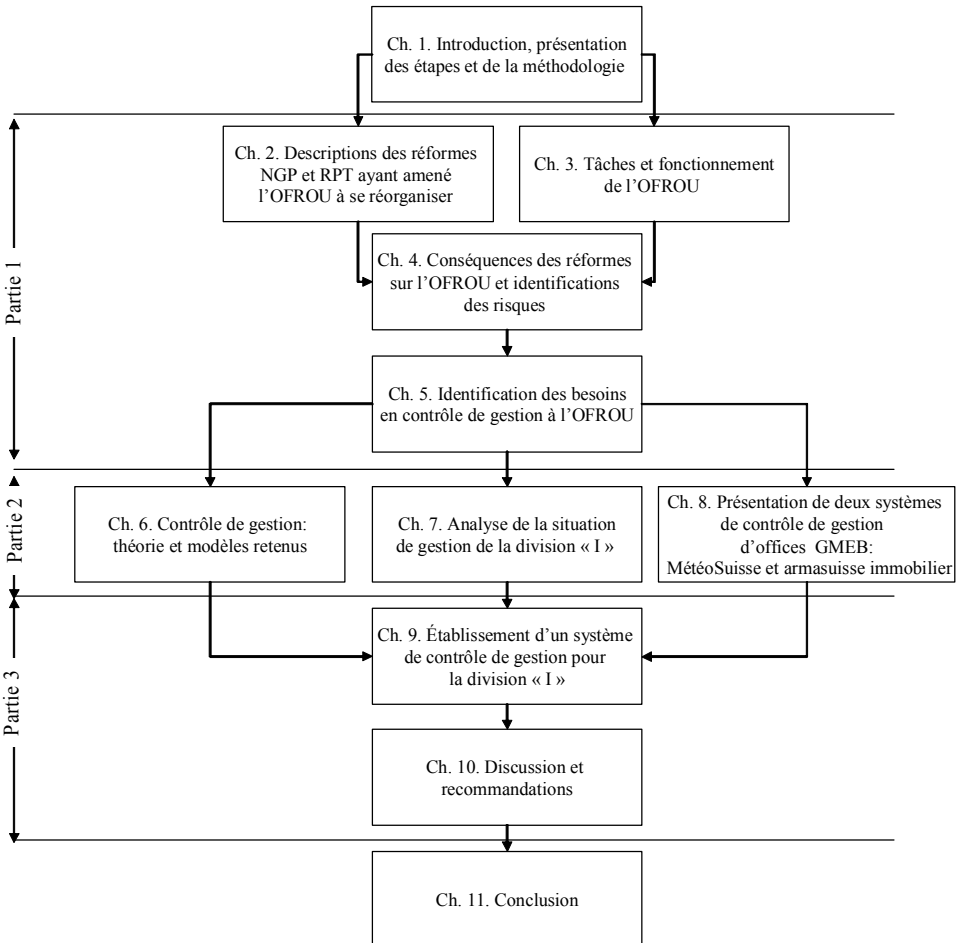 Ch. 1. Introduction, présentation
des étapes et de la méthodologie
Partie 1
Ch. 2. Descriptions des réformes
NGP et RPT ayant amené
l’OFROU à se réorganiser
Ch. 3. Tâches et fonctionnement
de l’OFROU
Ch. 4. Conséquences des réformes
sur l’OFROU et identifications
des risques
Ch. 5. Identification des besoins
en contrôle de gestion à l’OFROU
Partie 2
Ch. 6. Contrôle de gestion:
théorie et modèles retenus
Ch. 7. Analyse de la situation
de gestion de la division « I »
Ch. 8. Présentation de deux systèmes
de contrôle de gestion
d’offices GMEB:
MétéoSuisse et armasuisse immobilier
Partie 3
Ch. 9. Établissement d’un système
de contrôle de gestion pour
la division « I »
Ch. 10. Discussion et
recommandations
Ch. 11. Conclusion